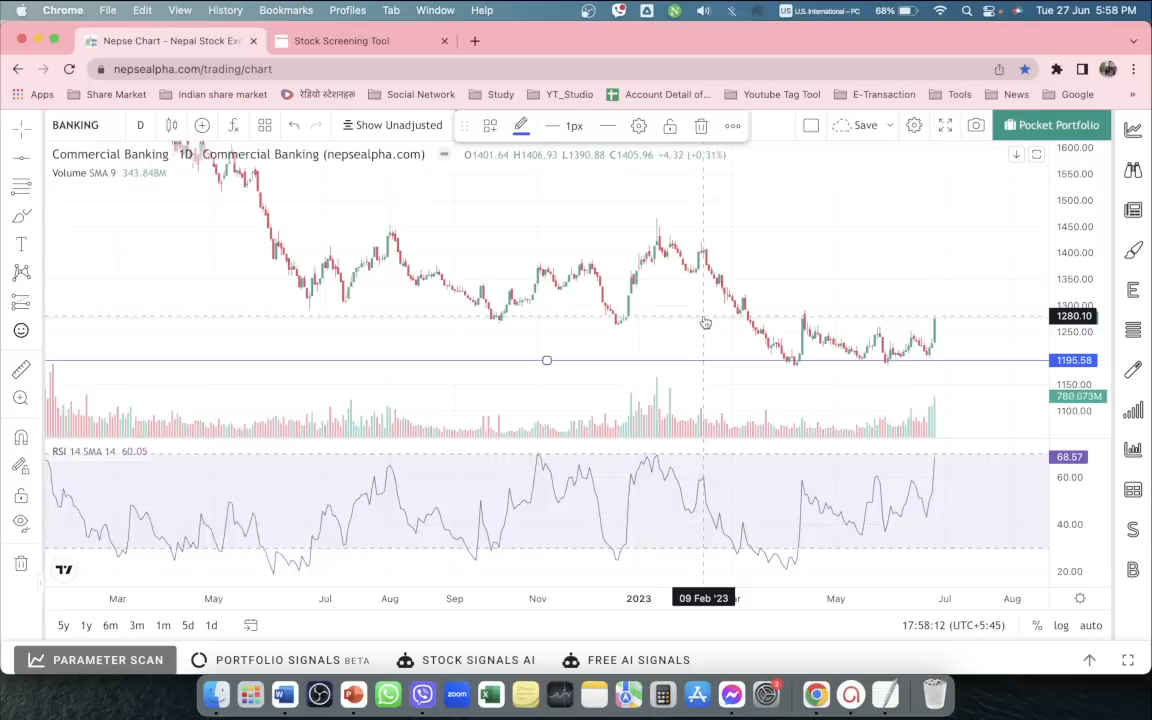 Chrome File Edit View History Bookmarks Profiles Tab Window Help US U.S. International – PC 68% Tue 27 Jun 5:58 PM
Nepse Chart - Nepal Stock Exc Stock Screening Tool
nepsealpha.com/trading/chart
Apps Share Market Indian share market रेडियो स्टेशनहरू Social Network Study YT_Studio Account Detail of... Youtube Tag Tool E-Transaction Tools News Google »
BANKING D Show Unadjusted 1px Save Pocket Portfolio
Commercial Banking 1D Commercial Banking (nepsealpha.com) O1401.64 H1406.93 L1390.88 C1405.96 +4.32 (+0.31%)
Volume SMA 9 343.848M
1600.00
1550.00
1500.00
1450.00
1400.00
1350.00
1300.00
1280.10
1250.00
1195.58
1150.00
780.073M
1100.00
RSI 14 SMA 14 60.05
68.57
60.00
40.00
20.00
Mar May Jul Aug Sep Nov 2023 09 Feb '23 May Jul Aug
5y 1y 6m 3m 1m 5d 1d 17:58:12 (UTC+5:45) % log auto
PARAMETER SCAN PORTFOLIO SIGNALS BETA STOCK SIGNALS AI FREE AI SIGNALS
zoom
2